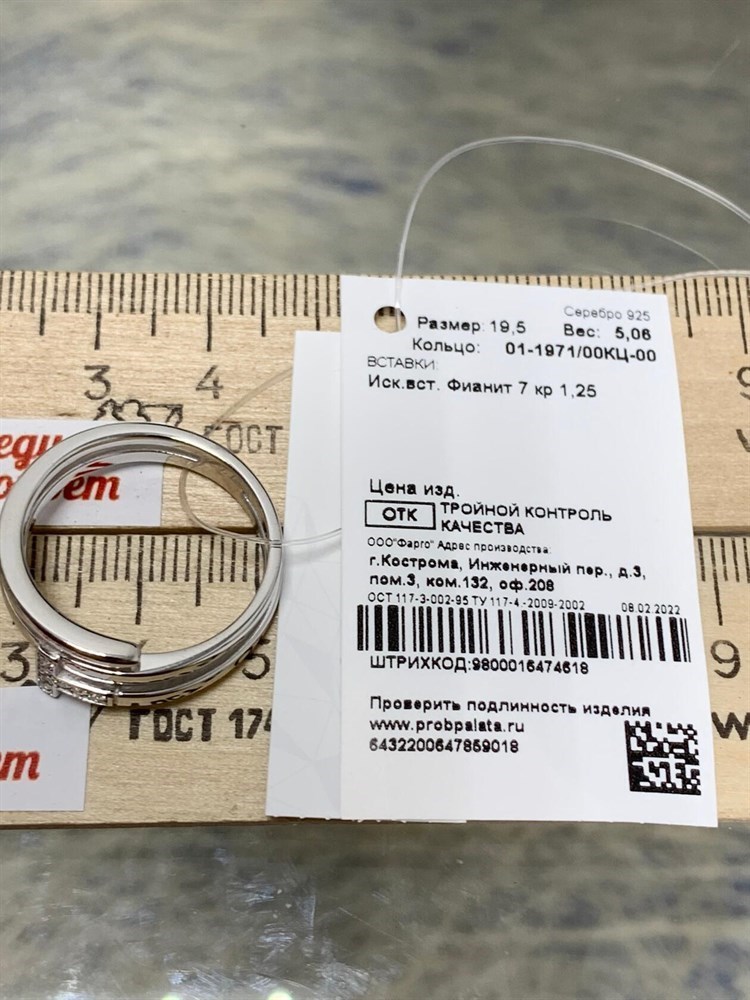 Серебро 925
Размер: 19,5 Вес: 5,06
Кольцо: 01-1971/00КЦ-00
ВСТАВКИ:
Иск.вст. Фианит 7 кр 1,25
Цена изд.
ОТК ТРОЙНОЙ КОНТРОЛЬ
КАЧЕСТВА
ООО"Фарго" Адрес производства:
г.Кострома, Инженерный пер., д.3,
пом.3, ком.132, оф.208
ОСТ 117-3-002-95 ТУ 117-4-2009-2002 08.02.2022
ШТРИХКОД:9800016474618
Проверить подлинность изделия
www.probpalata.ru
6432200647859018
3 4
ГОСТ
3 5 9
ГОСТ 174